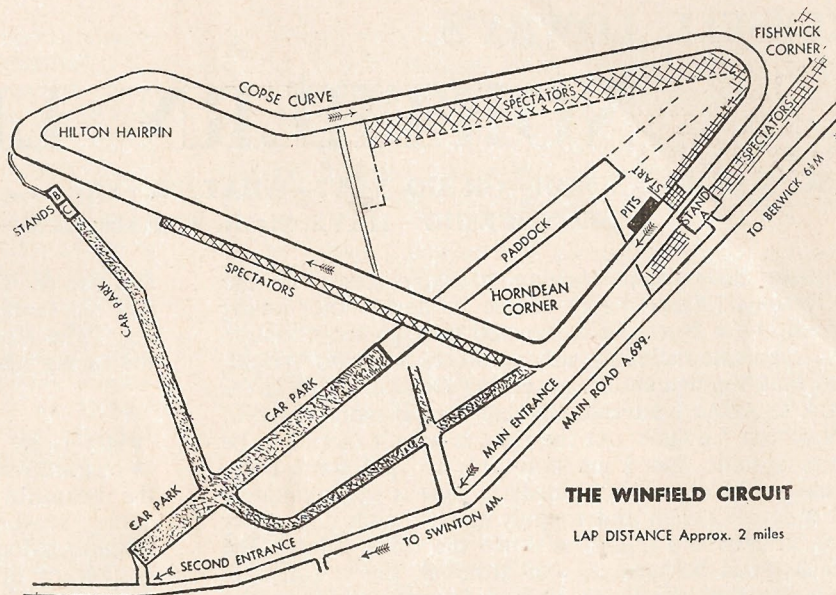 FISHWICK
CORNER
COPSE CURVE
SPECTATORS
HILTON HAIRPIN
SPECTATORS
START
PITS
STAND
A
TO BERWICK 6½M
STANDS
B
C
PADDOCK
SPECTATORS
HORNDEAN
CORNER
CAR PARK
CAR PARK
MAIN ENTRANCE
MAIN ROAD A.699.
CAR PARK
THE WINFIELD CIRCUIT
TO SWINTON 4M.
SECOND ENTRANCE
LAP DISTANCE Approx. 2 miles